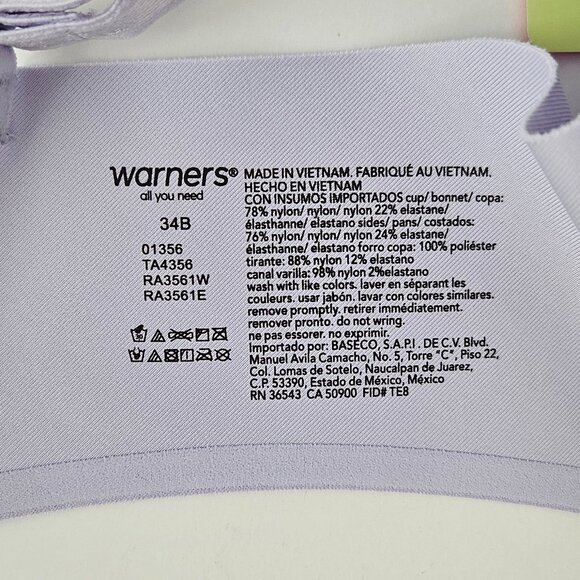 warners®
all you need
34B
01356
TA4356
RA3561W
RA3561E
MADE IN VIETNAM. FABRIQUÉ AU VIETNAM.
HECHO EN VIETNAM
CON INSUMOS IMPORTADOS cup/ bonnet/ copa:
78% nylon/ nylon/ nylon 22% elastane/
élasthanne/ elastano sides/ pans/ costados:
76% nylon/ nylon/ nylon 24% elastane/
élasthanne/ elastano forro copa: 100% poliéster
tirante: 88% nylon 12% elastano
canal varilla: 98% nylon 2%elastano
wash with like colors. laver en séparant les
couleurs. usar jabón. lavar con colores similares.
remove promptly. retirer immédiatement.
remover pronto. do not wring.
ne pas essorer. no exprimir.
Importado por: BASECO, S.A.P.I . DE C.V. Blvd.
Manuel Avila Camacho, No. 5, Torre "C", Piso 22,
Col. Lomas de Sotelo, Naucalpan de Juarez,
C.P. 53390, Estado de México, México
RN 36543 CA 50900 FID# TE8